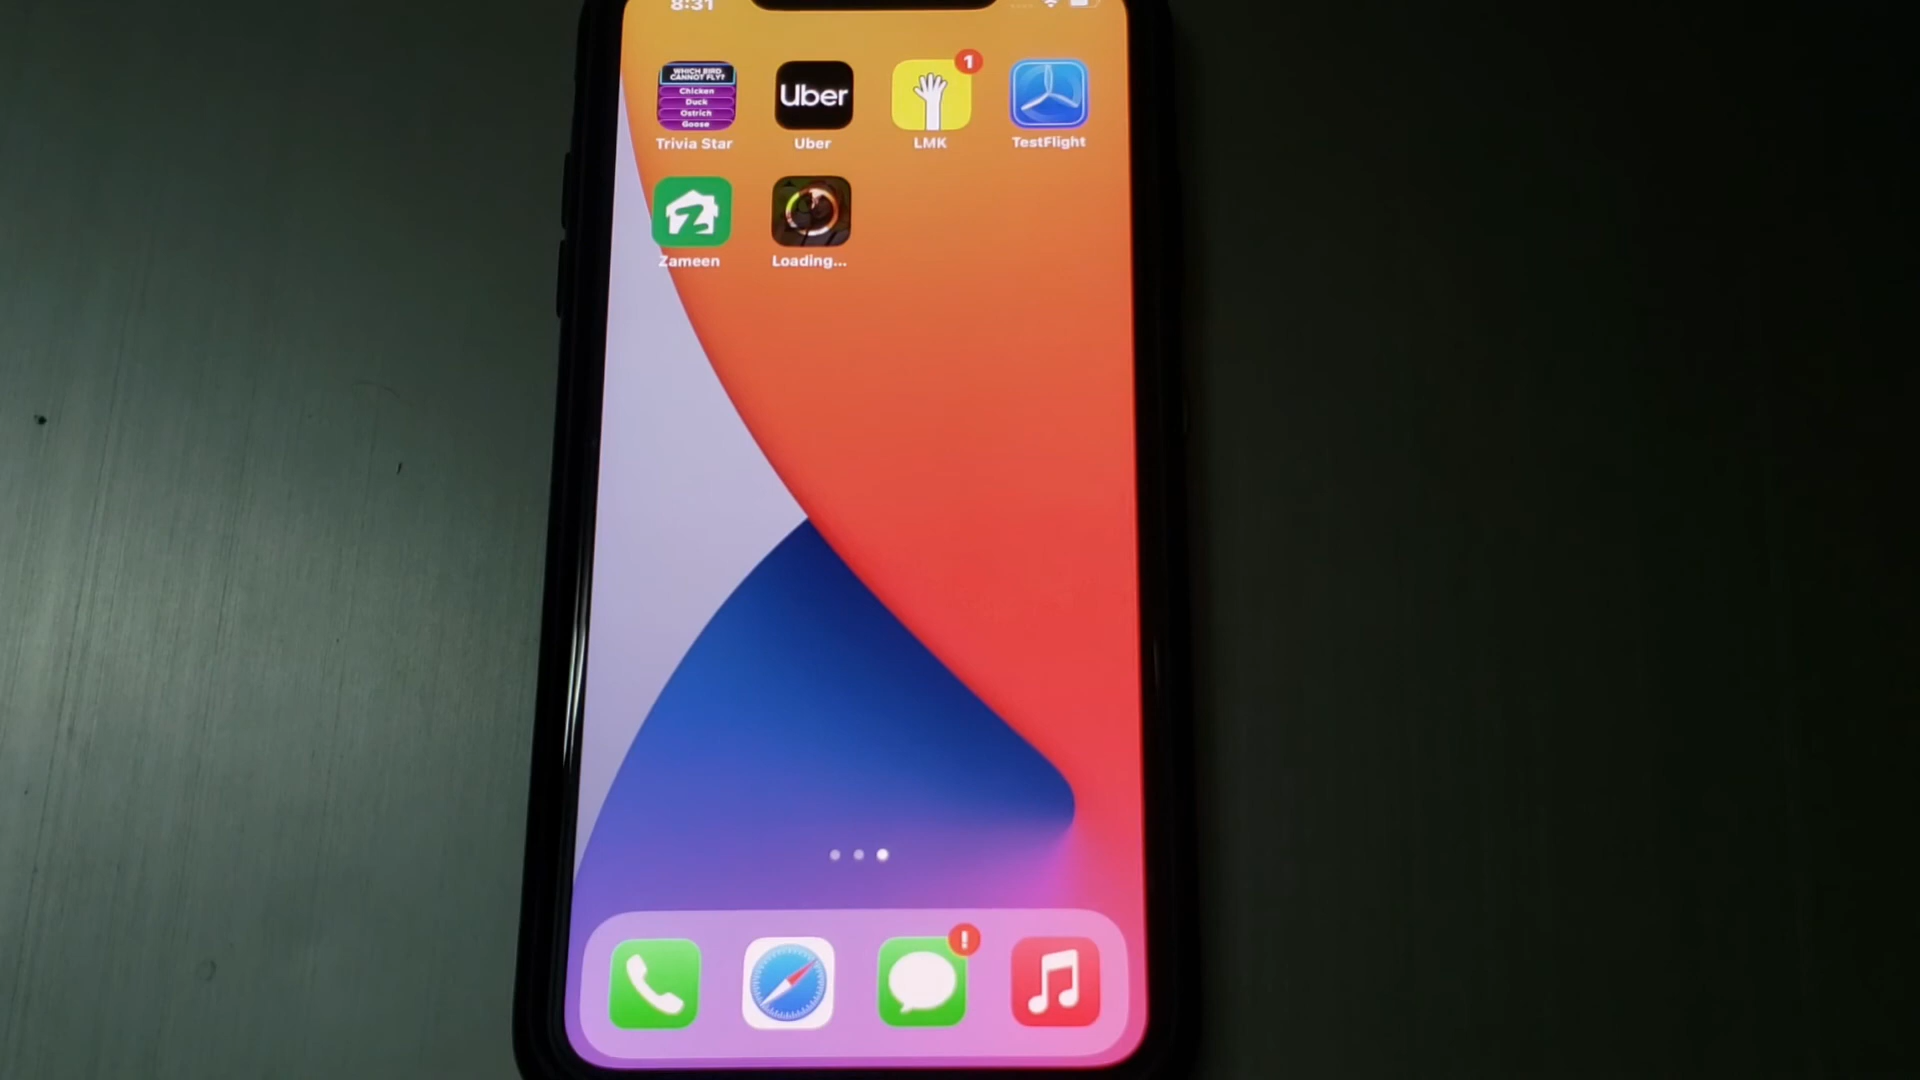 8:31
WHICH BIRD
CANNOT FLY?
Chicken
Duck
Ostrich
Goose
Uber
1
Trivia Star
Uber
LMK
TestFlight
Z
Zameen
Loading...
!